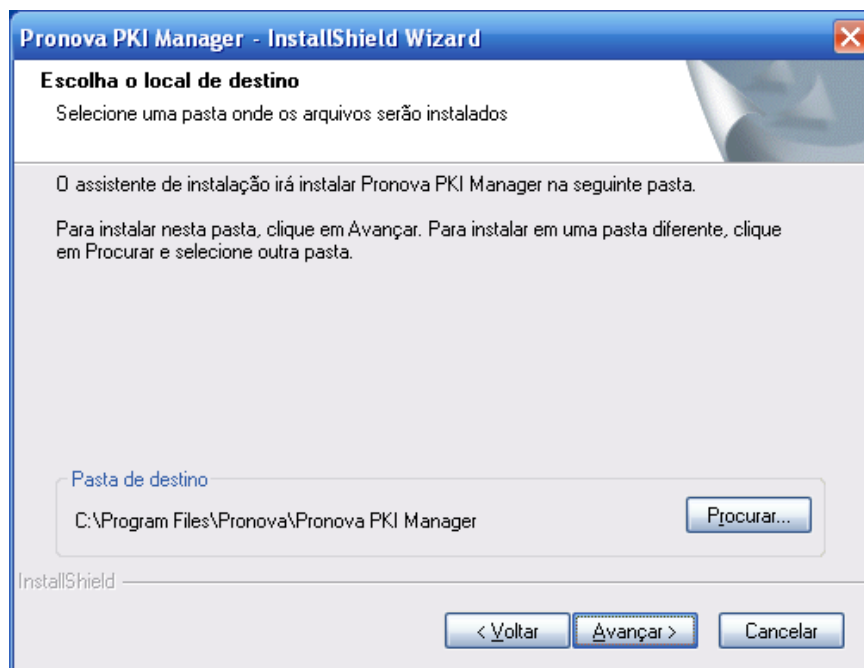 Pronova PKI Manager - InstallShield Wizard
Escolha o local de destino
Selecione uma pasta onde os arquivos serão instalados
O assistente de instalação irá instalar Pronova PKI Manager na seguinte pasta.
Para instalar nesta pasta, clique em Avançar. Para instalar em uma pasta diferente, clique
em Procurar e selecione outra pasta.
Pasta de destino
C:\Program Files\Pronova\Pronova PKI Manager
Procurar...
InstallShield
< Voltar
Avançar >
Cancelar